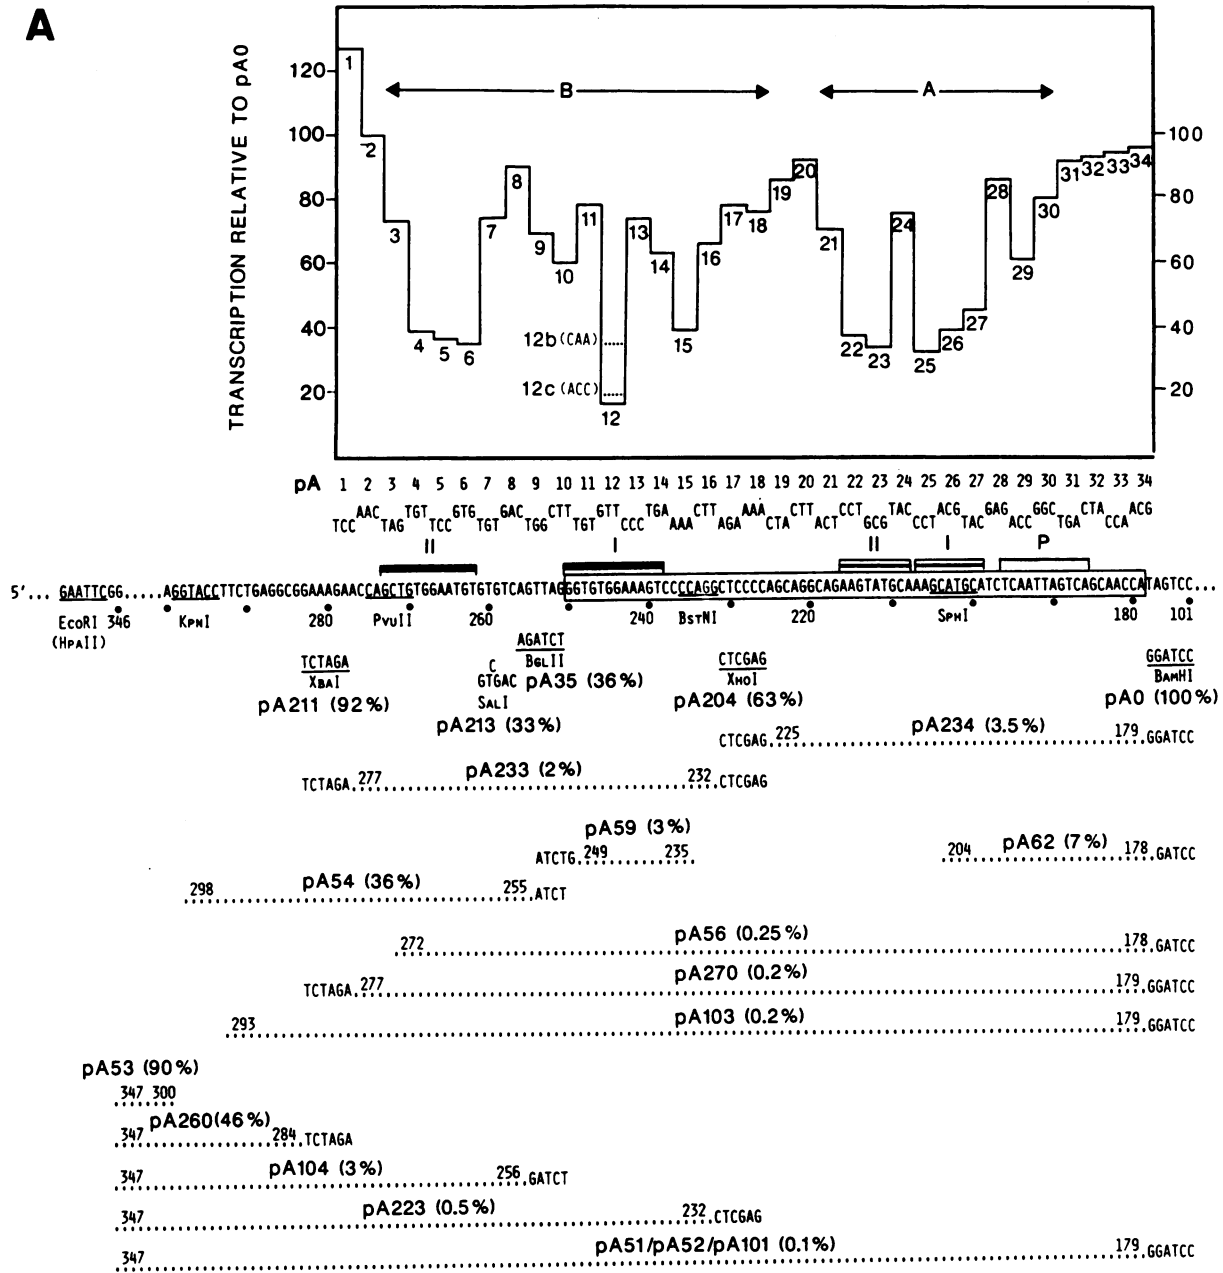 A
TRANSCRIPTION RELATIVE TO pA0
120
100
80
60
40
20
100
80
60
40
20
B
A
1 2 3 4 5 6 7 8 9 10 11 12 13 14 15 16 17 18 19 20 21 22 23 24 25 26 27 28 29 30 31 32 33 34
12b (CAA)
12c (ACC)
pA 1 2 3 4 5 6 7 8 9 10 11 12 13 14 15 16 17 18 19 20 21 22 23 24 25 26 27 28 29 30 31 32 33 34
TCC AAC TAG TGT TCC GTG TGT GAC TGG CTT TGT GTT CCC TGA AAA CTT AGA AAA CTA CTT ACT CCT GCG TAC CCT ACG TAC GAG ACC GGC TGA CTA CCA ACG
II I II I P
5'... GAATTCGG.....AGGTACCTTCTGAGGCGGAAAGAACCAGCTGTGGAATGTGTGTCAGTTAGGGTGTGGAAAGTCCCCAGGCTCCCCAGCAGGCAGAAGTATGCAAAGCATGCATCTCAATTAGTCAGCAACCATAGTCC...
EcoRI 346 KpnI 280 PvuII 260 240 BstNI 220 SphI 180 101
(HpaII)
TCTAGA C AGATCT CTCGAG GGATCC
XbaI GTGAC BglII XhoI BamHI
SalI
pA211 (92%) pA35 (36%) pA204 (63%) pA0 (100%)
pA213 (33%) pA234 (3.5%)
CTCGAG 225 179 GGATCC
pA233 (2%)
TCTAGA 277 232 CTCGAG
pA59 (3%) pA62 (7%)
ATCTG 249 235 204 178 GATCC
pA54 (36%)
298 255 ATCT
pA56 (0.25%)
272 178 GATCC
pA270 (0.2%)
TCTAGA 277 179 GGATCC
pA103 (0.2%)
293 179 GGATCC
pA53 (90%)
347 300
pA260(46%)
347 284 TCTAGA
pA104 (3%)
347 256 GATCT
pA223 (0.5%)
347 232 CTCGAG
pA51/pA52/pA101 (0.1%)
347 179 GGATCC